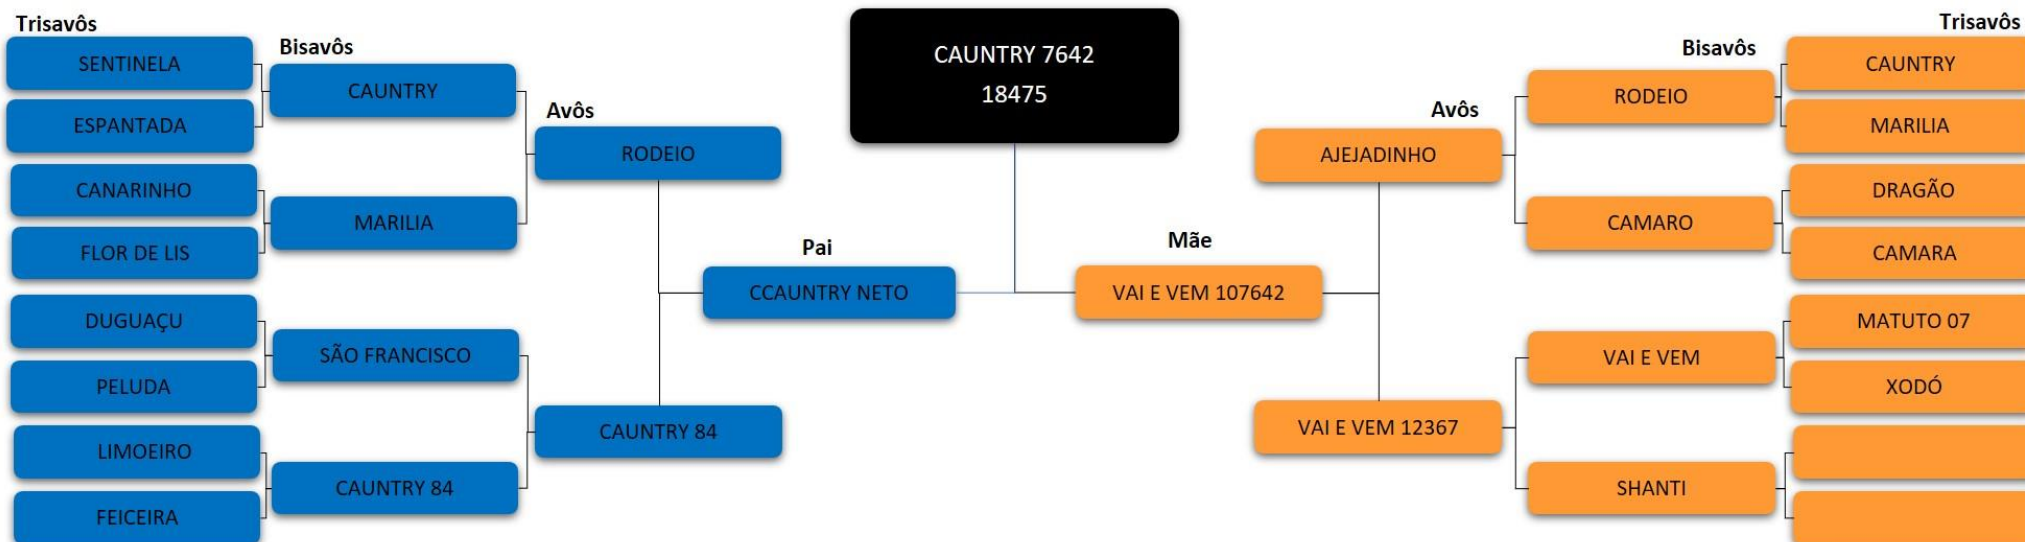 Trisavôs
SENTINELA
ESPANTADA
CANARINHO
FLOR DE LIS
DUGUAÇU
PELUDA
LIMOEIRO
FEICEIRA
Bisavôs
CAUNTRY
MARILIA
SÃO FRANCISCO
CAUNTRY 84
Avôs
RODEIO
CAUNTRY 84
Pai
CCAUNTRY NETO
CAUNTRY 7642
18475
Mãe
VAI E VEM 107642
Avôs
AJEJADINHO
VAI E VEM 12367
Bisavôs
RODEIO
CAMARO
VAI E VEM
SHANTI
Trisavôs
CAUNTRY
MARILIA
DRAGÃO
CAMARA
MATUTO 07
XODÓ